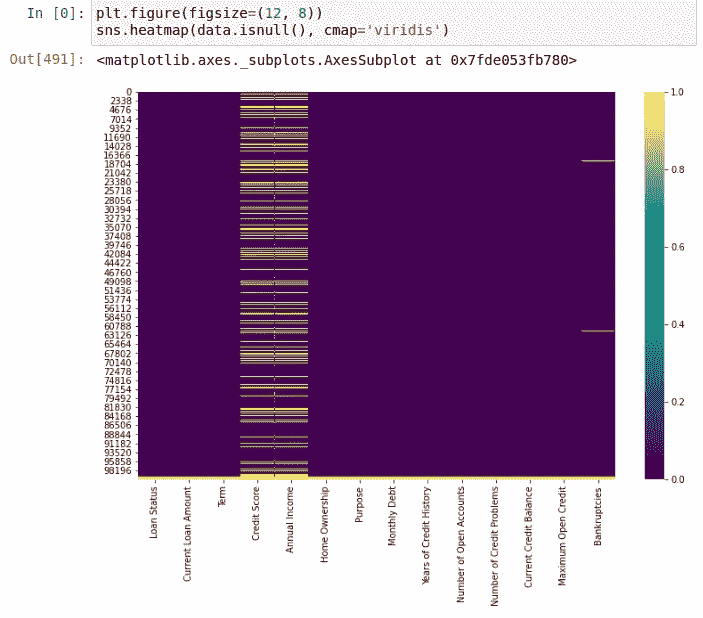 In [0]: plt.figure(figsize=(12, 8))
sns.heatmap(data.isnull(), cmap='viridis')
Out[491]: <matplotlib.axes._subplots.AxesSubplot at 0x7fde053fb780>
0
2338
4676
7014
9352
11690
14028
16366
18704
21042
23380
25718
28056
30394
32732
35070
37408
39746
42084
44422
46760
49098
51436
53774
56112
58450
60788
63126
65464
67802
70140
72478
74816
77154
79492
81830
84168
86506
88844
91182
93520
95858
98196
1.0
0.8
0.6
0.4
0.2
0.0
Loan Status
Current Loan Amount
Term
Credit Score
Annual Income
Home Ownership
Purpose
Monthly Debt
Years of Credit History
Number of Open Accounts
Number of Credit Problems
Current Credit Balance
Maximum Open Credit
Bankruptcies